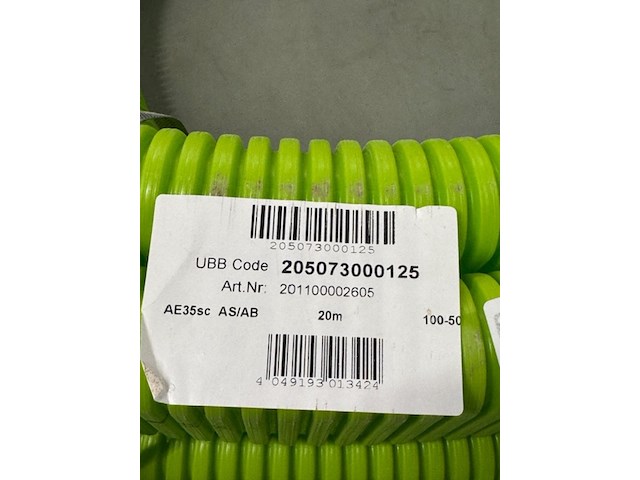 205073000125
UBB Code 205073000125
Art.Nr: 201100002605
AE35sc AS/AB 20m 100-50
4 049193 013424